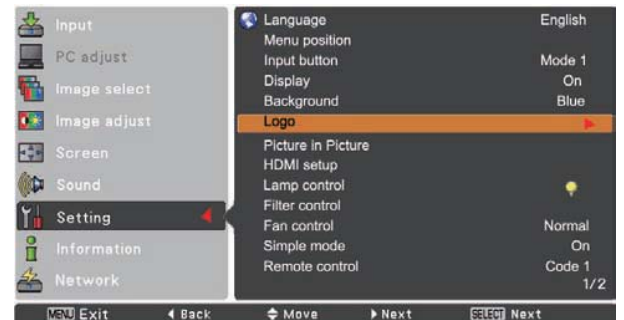 Input
PC adjust
Image select
Image adjust
Screen
Sound
Setting
Information
Network
Language English
Menu position
Input button Mode 1
Display On
Background Blue
Logo
Picture in Picture
HDMI setup
Lamp control
Filter control
Fan control Normal
Simple mode On
Remote control Code 1
1/2
MENU Exit Back Move Next SELECT Next